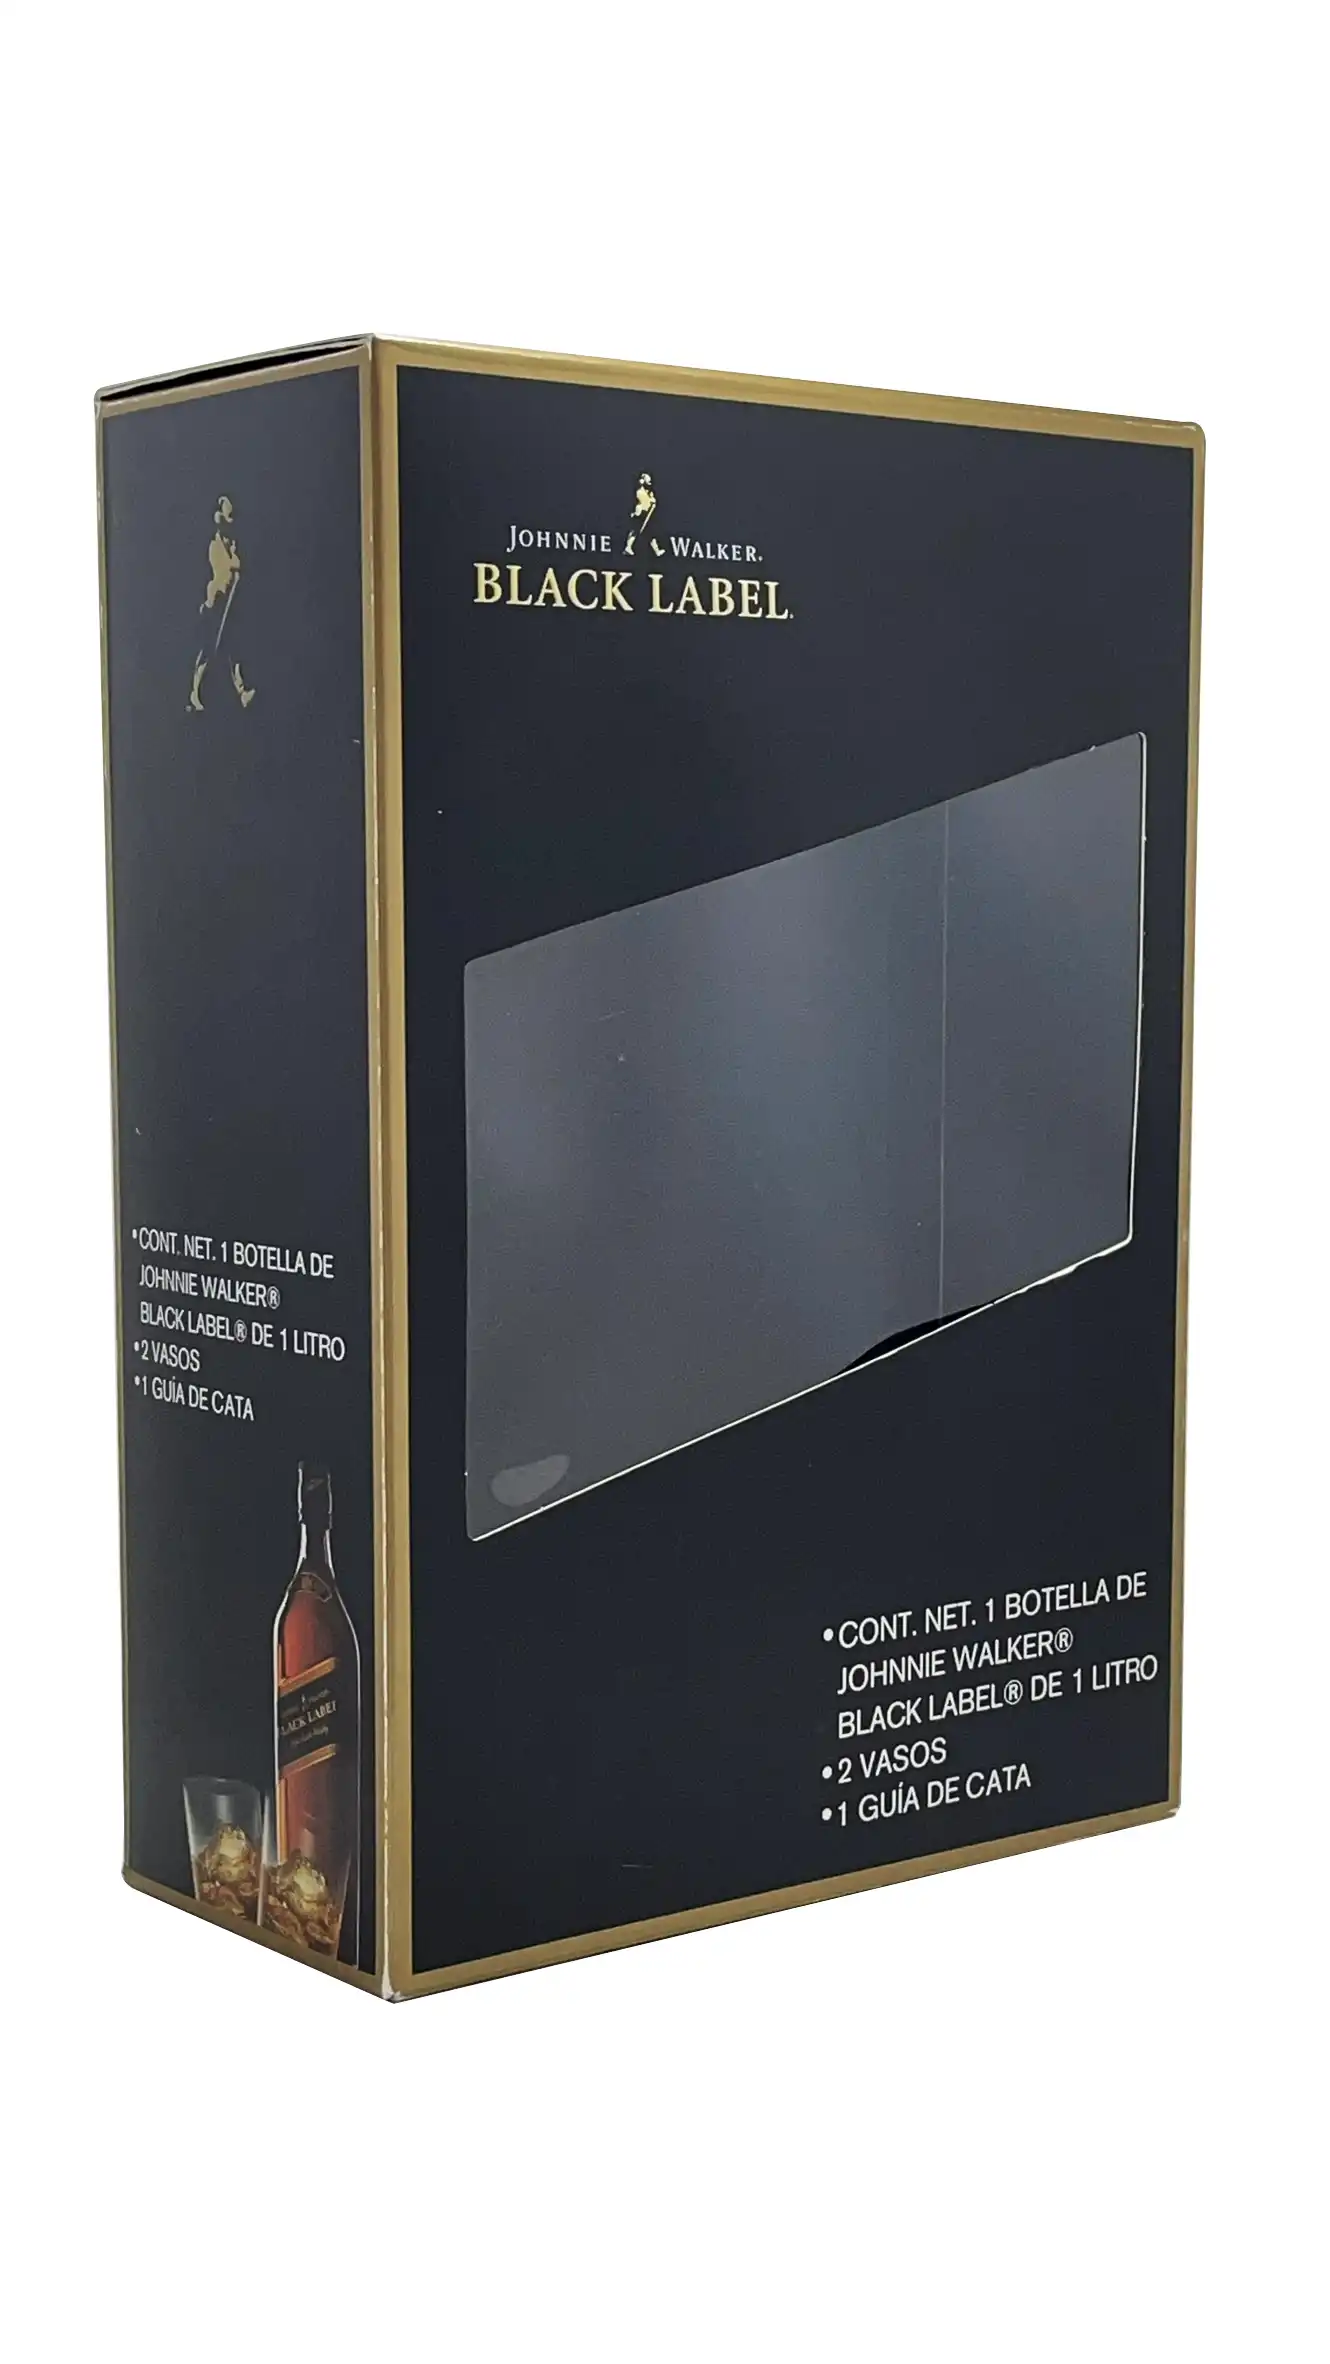 JOHNNIE WALKER.
BLACK LABEL.
•CONT. NET. 1 BOTELLA DE
JOHNNIE WALKER®
BLACK LABEL® DE 1 LITRO
•2 VASOS
•1 GUÍA DE CATA
BLACK LABEL
•CONT. NET. 1 BOTELLA DE
JOHNNIE WALKER®
BLACK LABEL® DE 1 LITRO
•2 VASOS
•1 GUÍA DE CATA